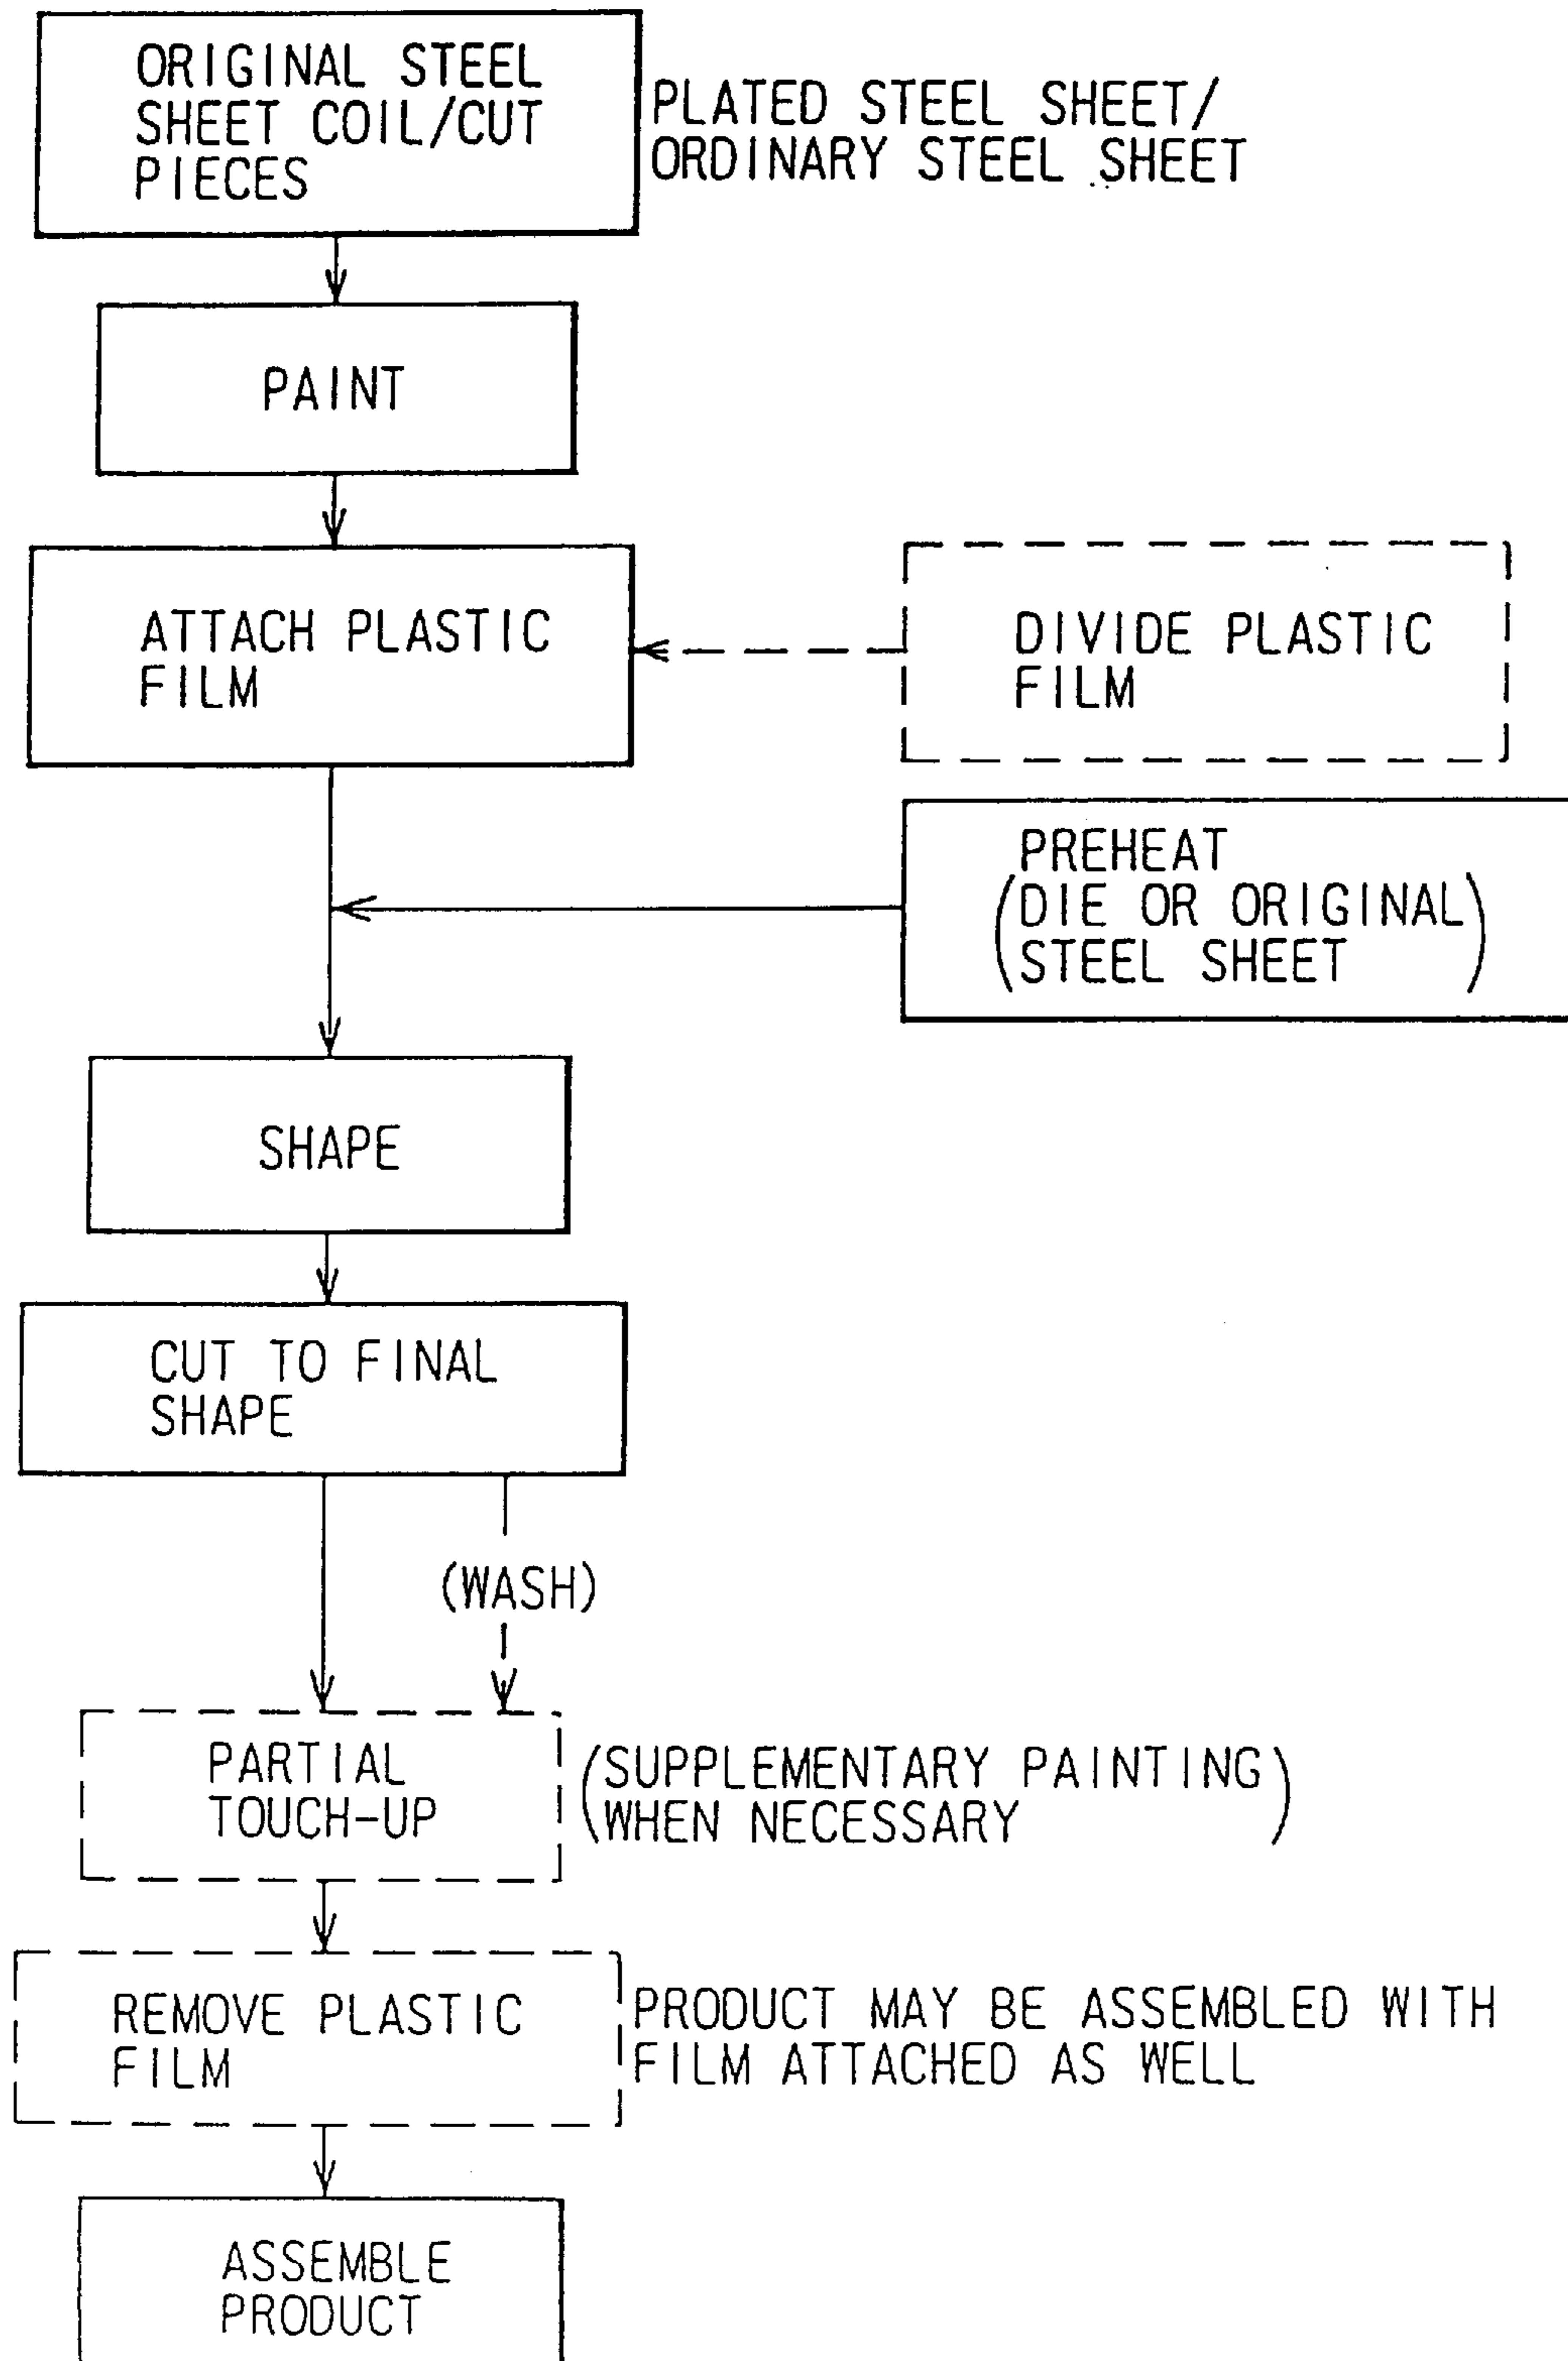 ORIGINAL STEEL
SHEET COIL/CUT
PIECES
PLATED STEEL SHEET/
ORDINARY STEEL SHEET
PAINT
ATTACH PLASTIC
FILM
DIVIDE PLASTIC
FILM
PREHEAT
(DIE OR ORIGINAL
STEEL SHEET)
SHAPE
CUT TO FINAL
SHAPE
(WASH)
PARTIAL
TOUCH-UP
(SUPPLEMENTARY PAINTING
WHEN NECESSARY)
REMOVE PLASTIC
FILM
PRODUCT MAY BE ASSEMBLED WITH
FILM ATTACHED AS WELL
ASSEMBLE
PRODUCT